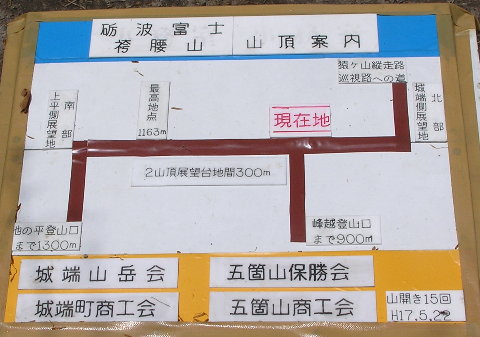 砺波富士
袴腰山 山頂案内
猿ヶ山縦走路
巡視路への道
南部
上平側展望地
最高地点
1163m
現在地
北部
城端側展望地
2山頂展望台地間300m
池の平登山口
まで1300m
峰越登山口
まで900m
城端山岳会
五箇山保勝会
城端町商工会
五箇山商工会
山開き15回
H17.5.22